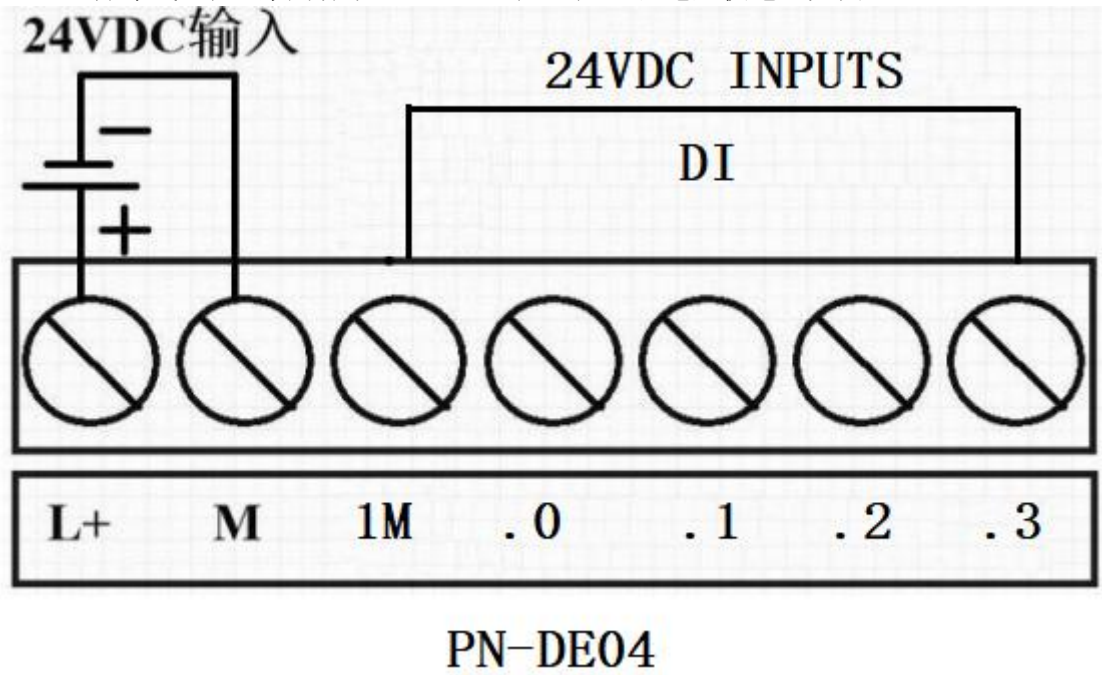 24VDC输入
24VDC INPUTS
DI
−
+
L+ M 1M .0 .1 .2 .3
PN-DE04